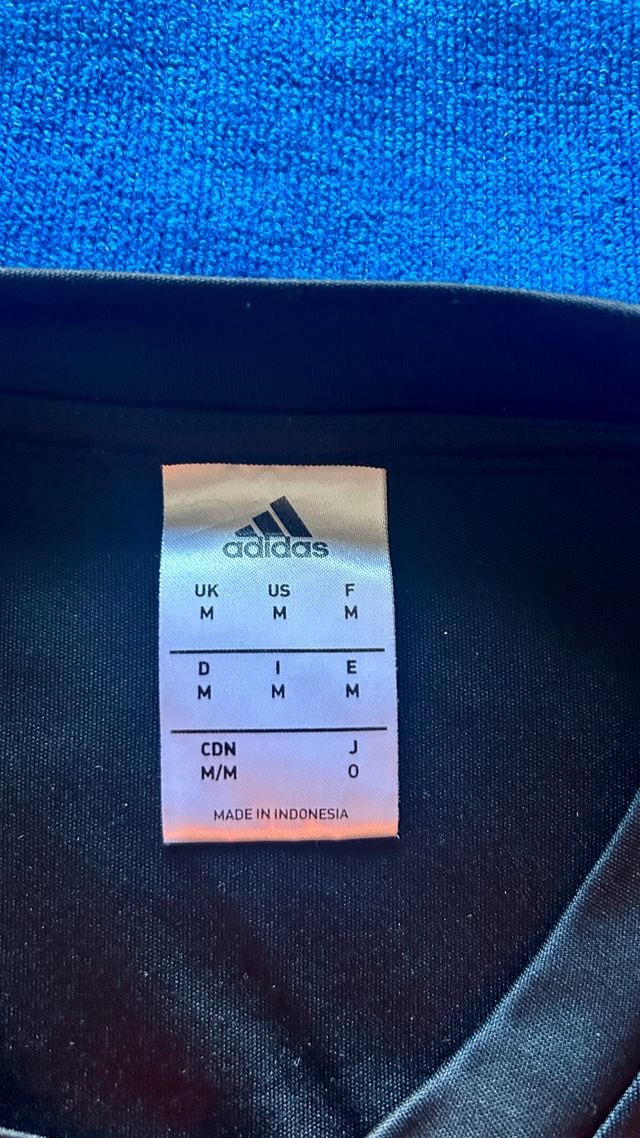 adidas
UK US F
M M M
D I E
M M M
CDN J
M/M O
MADE IN INDONESIA